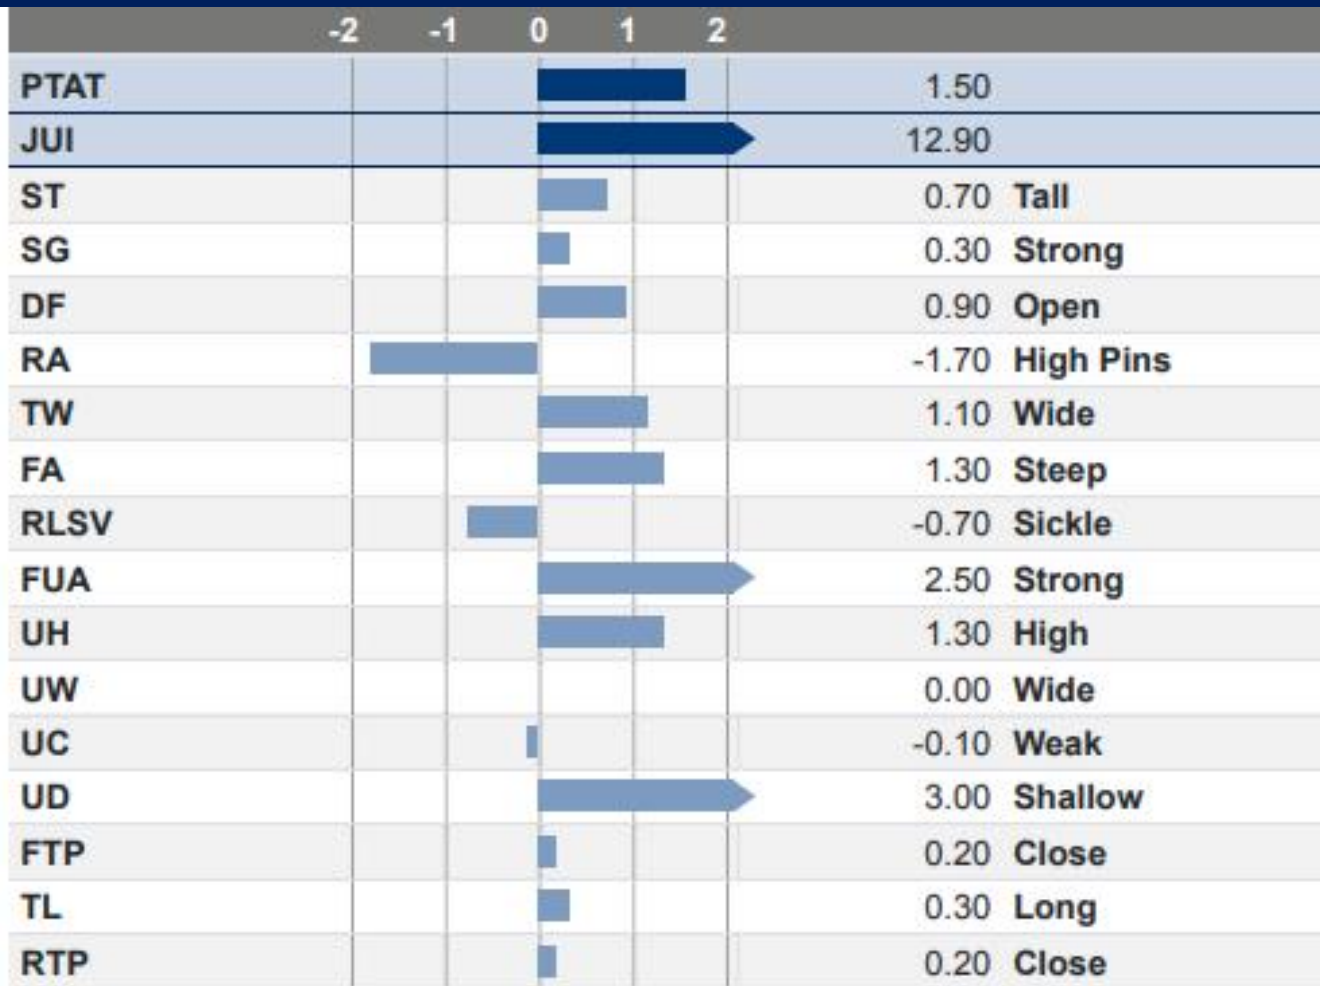 -2 -1 0 1 2
PTAT 1.50
JUI 12.90
ST 0.70 Tall
SG 0.30 Strong
DF 0.90 Open
RA -1.70 High Pins
TW 1.10 Wide
FA 1.30 Steep
RLSV -0.70 Sickle
FUA 2.50 Strong
UH 1.30 High
UW 0.00 Wide
UC -0.10 Weak
UD 3.00 Shallow
FTP 0.20 Close
TL 0.30 Long
RTP 0.20 Close